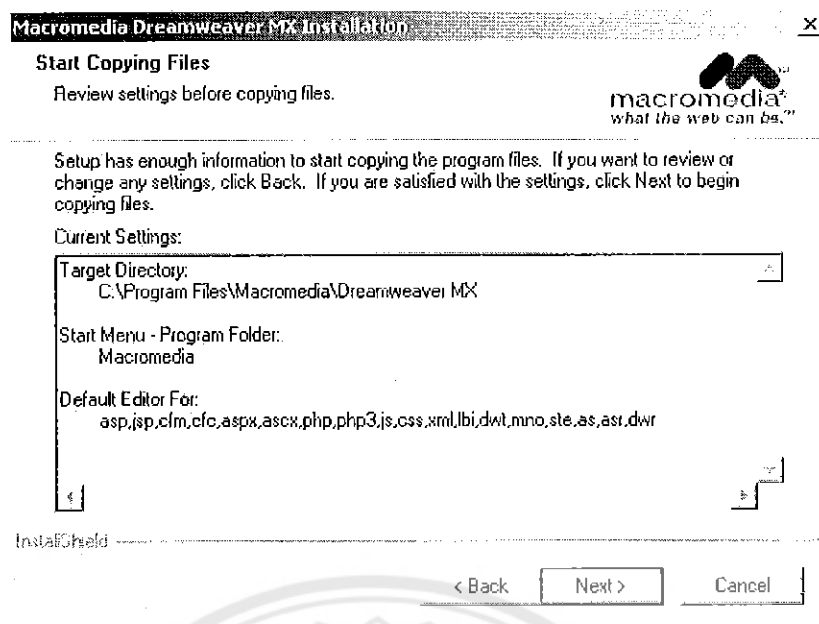 Macromedia Dreamweaver MX Installation
Start Copying Files
Review settings before copying files.
macromedia
what the web can be.™
Setup has enough information to start copying the program files. If you want to review or
change any settings, click Back. If you are satisfied with the settings, click Next to begin
copying files.
Current Settings:
Target Directory:
C:\Program Files\Macromedia\Dreamweaver MX
Start Menu - Program Folder:
Macromedia
Default Editor For:
asp,jsp,cfm,cfc,aspx,ascx,php,php3,js,css,xml,lbi,dwt,mno,ste,as,asr,dwr
InstallShield
< Back
Next >
Cancel